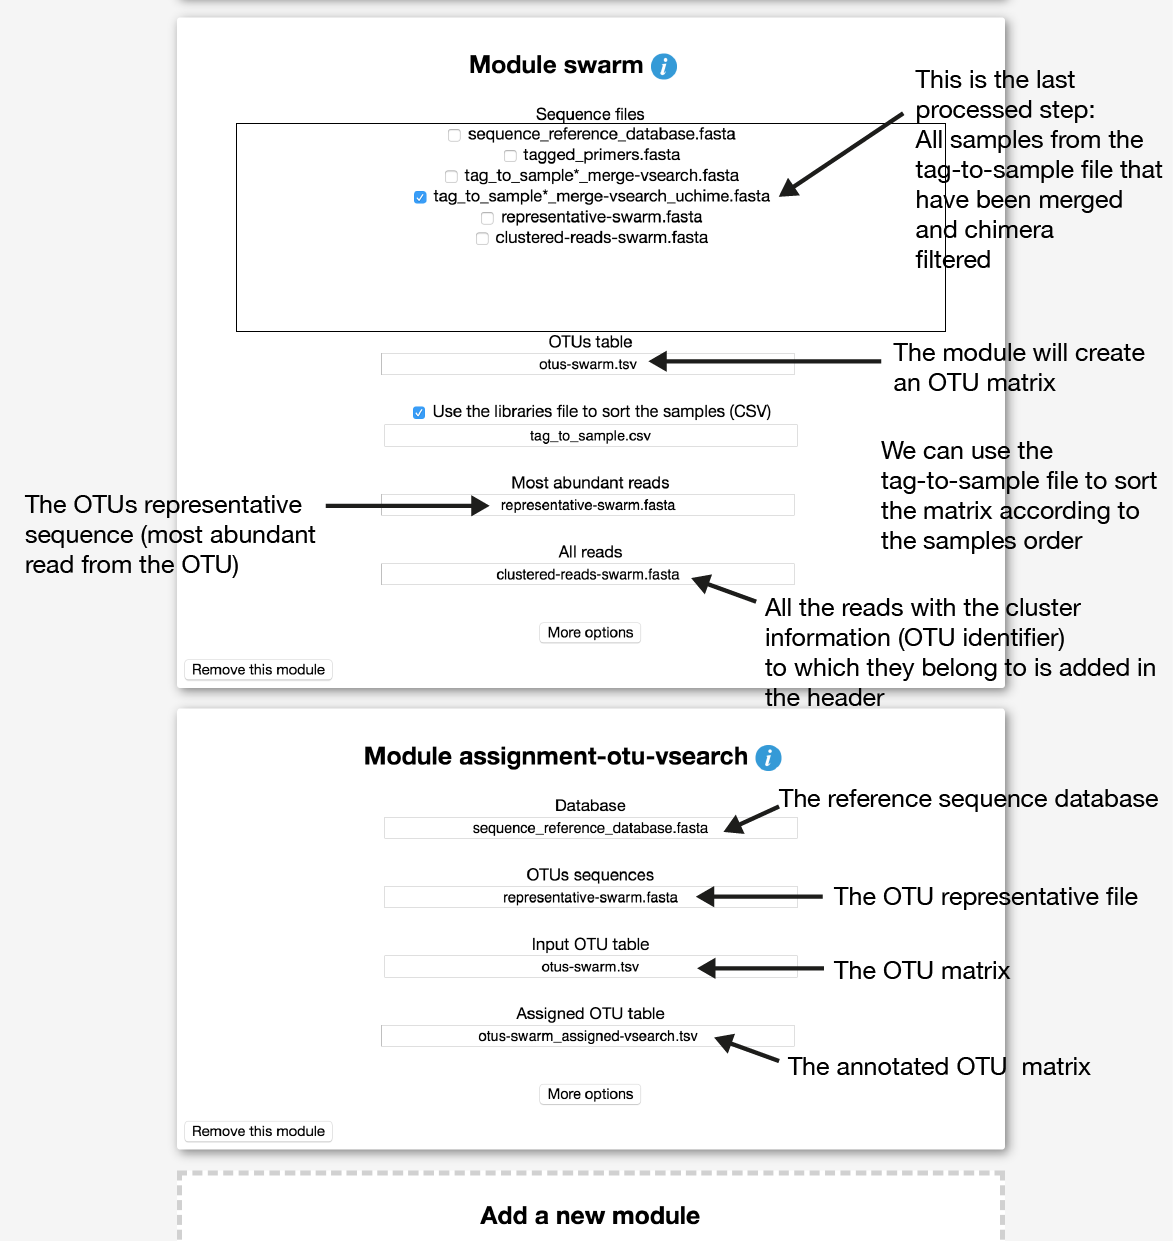 Module swarm i
Sequence files
sequence_reference_database.fasta
tagged_primers.fasta
tag_to_sample*_merge-vsearch.fasta
tag_to_sample*_merge-vsearch_uchime.fasta
representative-swarm.fasta
clustered-reads-swarm.fasta
This is the last
processed step:
All samples from the
tag-to-sample file that
have been merged
and chimera
filtered
OTUs table
otus-swarm.tsv
The module will create
an OTU matrix
Use the libraries file to sort the samples (CSV)
tag_to_sample.csv
We can use the
tag-to-sample file to sort
the matrix according to
the samples order
Most abundant reads
representative-swarm.fasta
The OTUs representative
sequence (most abundant
read from the OTU)
All reads
clustered-reads-swarm.fasta
All the reads with the cluster
information (OTU identifier)
to which they belong to is added in
the header
More options
Remove this module
Module assignment-otu-vsearch i
Database
sequence_reference_database.fasta
The reference sequence database
OTUs sequences
representative-swarm.fasta
The OTU representative file
Input OTU table
otus-swarm.tsv
The OTU matrix
Assigned OTU table
otus-swarm_assigned-vsearch.tsv
The annotated OTU  matrix
More options
Remove this module
Add a new module